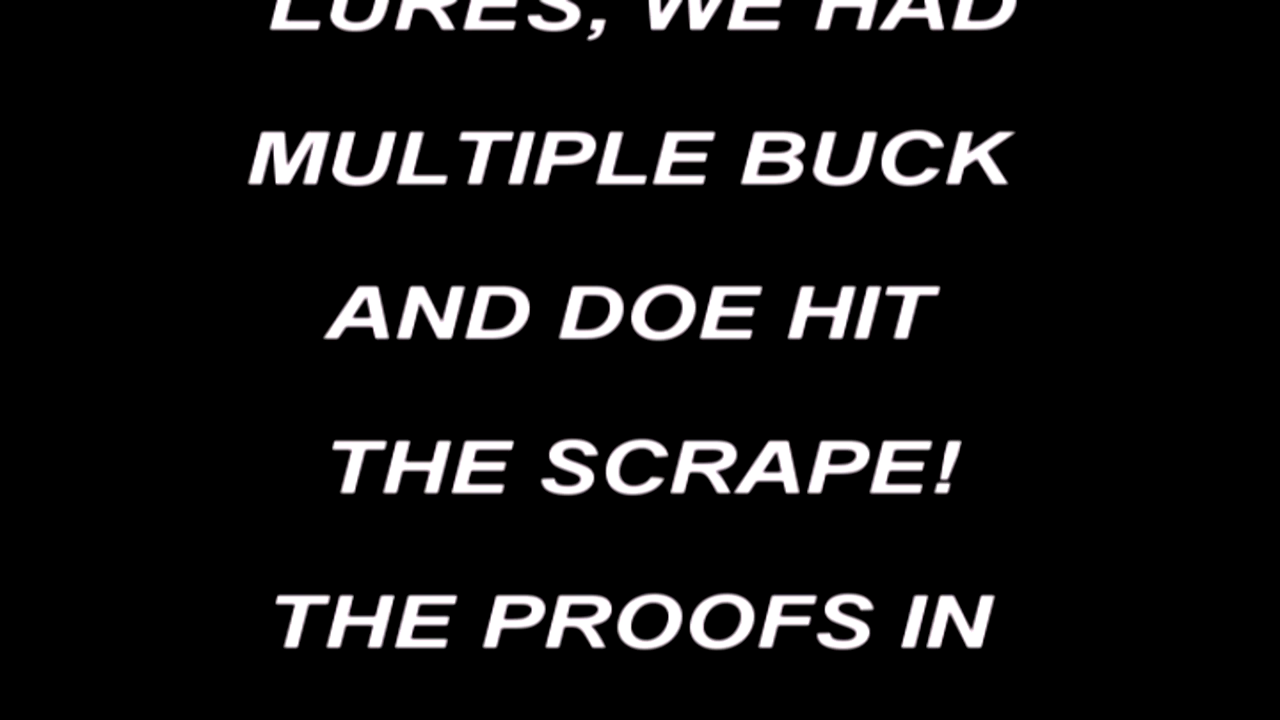 LURES, WE HAD
MULTIPLE BUCK
AND DOE HIT
THE SCRAPE!
THE PROOFS IN